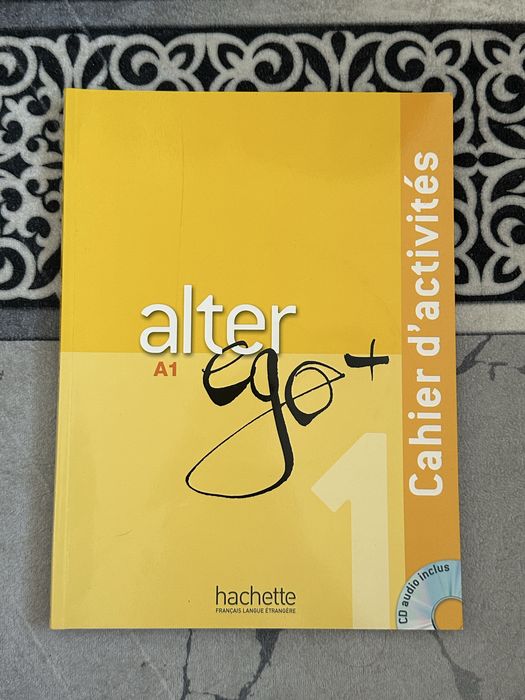 alter
ego+
A1
1
Cahier d'activités
CD audio inclus
hachette
FRANÇAIS LANGUE ÉTRANGÈRE